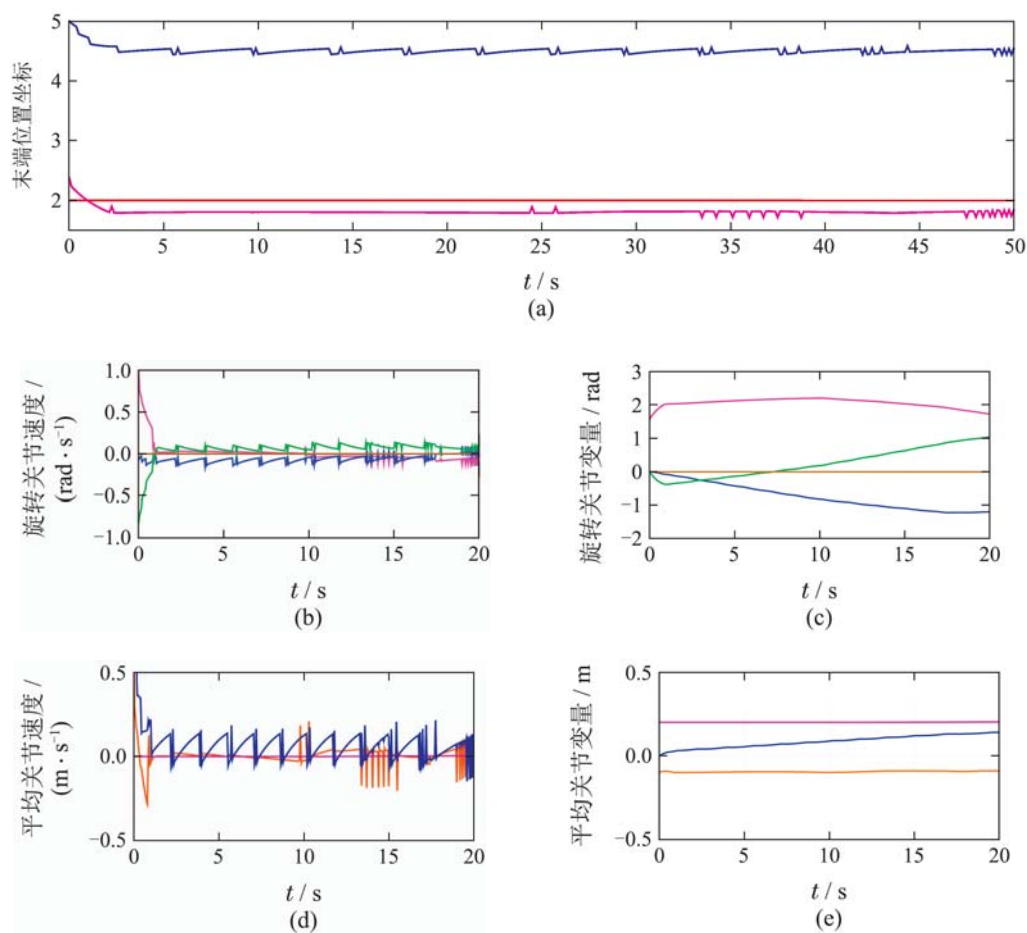 5
4
3
2
末端位置坐标
0 5 10 15 20 25 30 35 40 45 50
t / s
(a)
1.0
0.5
0.0
−0.5
−1.0
旋转关节速度 /
(rad · s⁻¹)
0 5 10 15 20
t / s
(b)
3
2
1
0
−1
−2
旋转关节变量 / rad
0 5 10 15 20
t / s
(c)
0.5
0.0
−0.5
平均关节速度 /
(m · s⁻¹)
0 5 10 15 20
t / s
(d)
0.5
0.0
−0.5
平均关节变量 / m
0 5 10 15 20
t / s
(e)